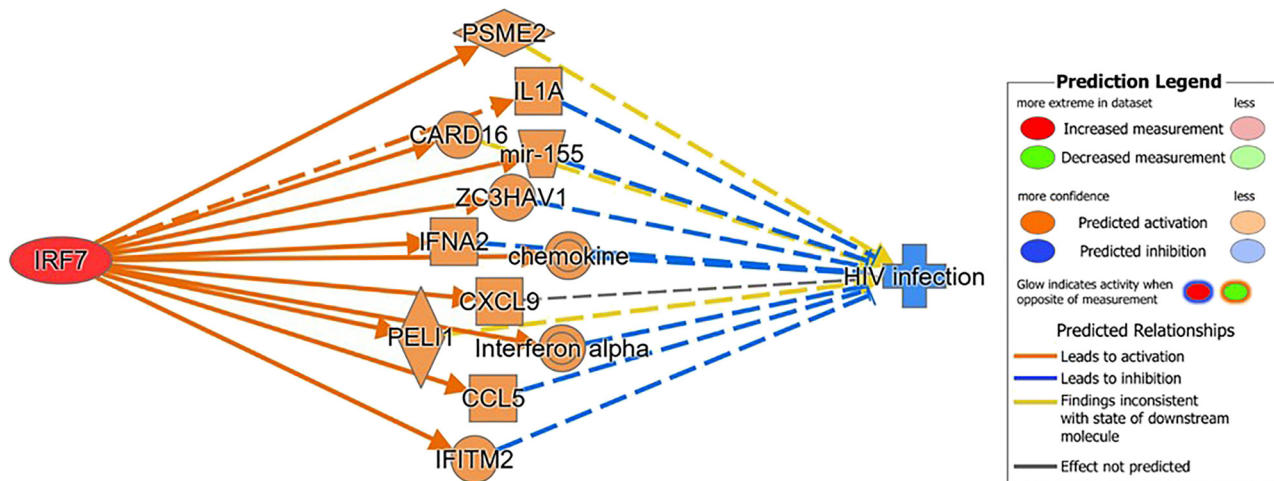 PSME2
IL1A
CARD16
mir-155
ZC3HAV1
IFNA2
chemokine
IRF7
HIV infection
CXCL9
PELI1
Interferon alpha
CCL5
IFITM2
Prediction Legend
more extreme in dataset less
Increased measurement
Decreased measurement
more confidence less
Predicted activation
Predicted inhibition
Glow indicates activity when
opposite of measurement
Predicted Relationships
Leads to activation
Leads to inhibition
Findings inconsistent
with state of downstream
molecule
Effect not predicted